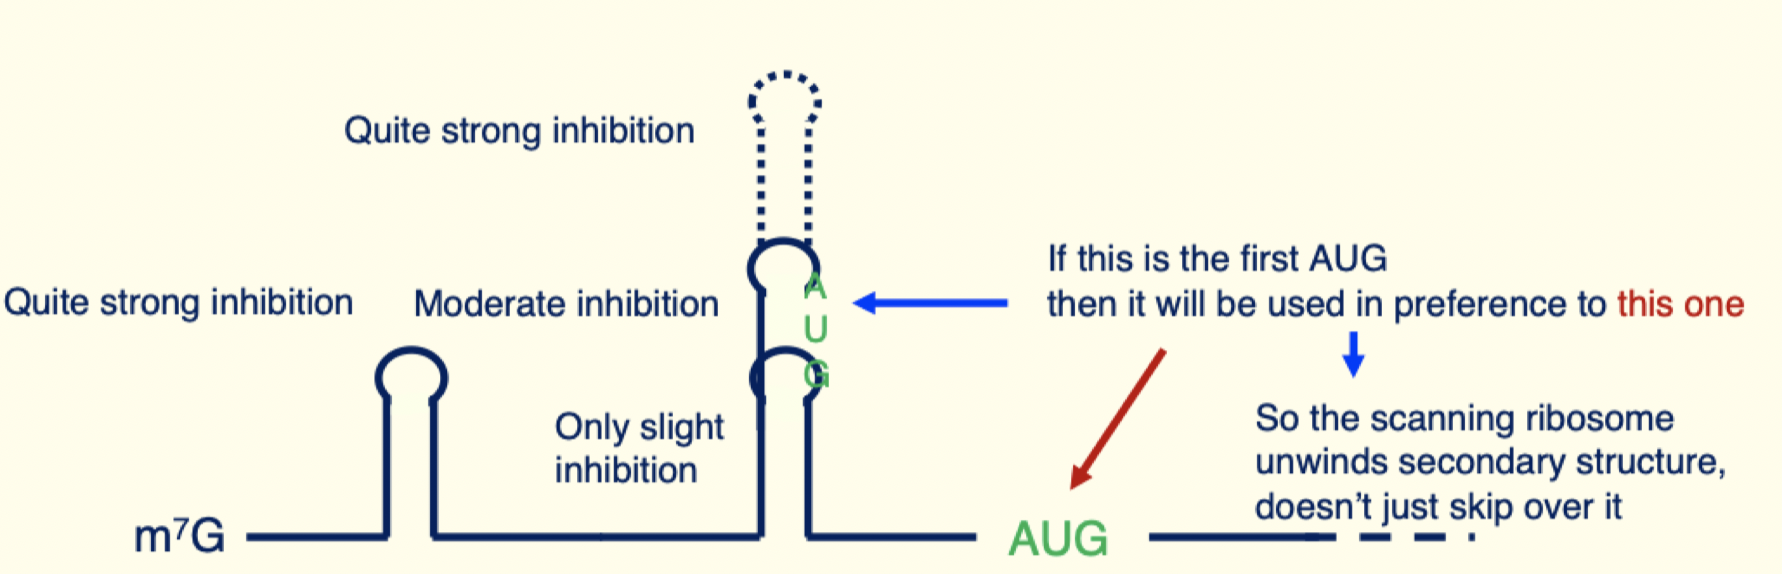 Quite strong inhibition
If this is the first AUG
then it will be used in preference to this one
Quite strong inhibition
Moderate inhibition
A
U
G
Only slight
inhibition
So the scanning ribosome
unwinds secondary structure,
doesn’t just skip over it
m⁷G
AUG